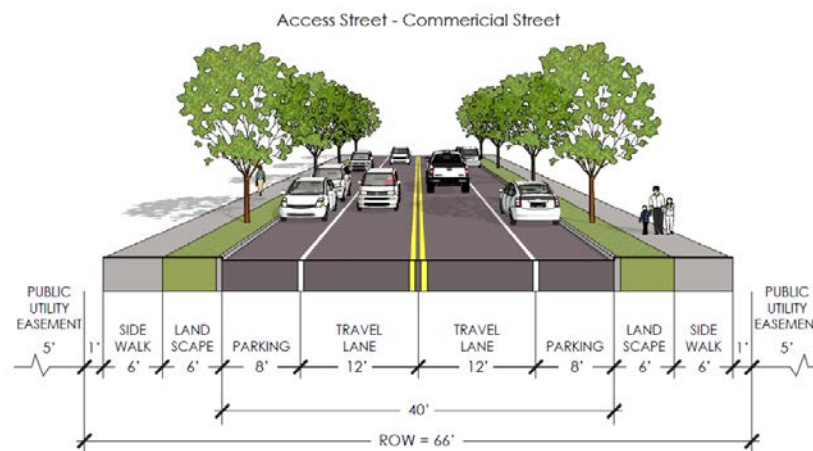 Access Street - Commericial Street
PUBLIC
UTILITY
EASEMENT
5'
1'
SIDE
WALK
6'
LAND
SCAPE
6'
PARKING
8'
TRAVEL
LANE
12'
TRAVEL
LANE
12'
PARKING
8'
LAND
SCAPE
6'
SIDE
WALK
6'
1'
PUBLIC
UTILITY
EASEMENT
5'
40'
ROW = 66'